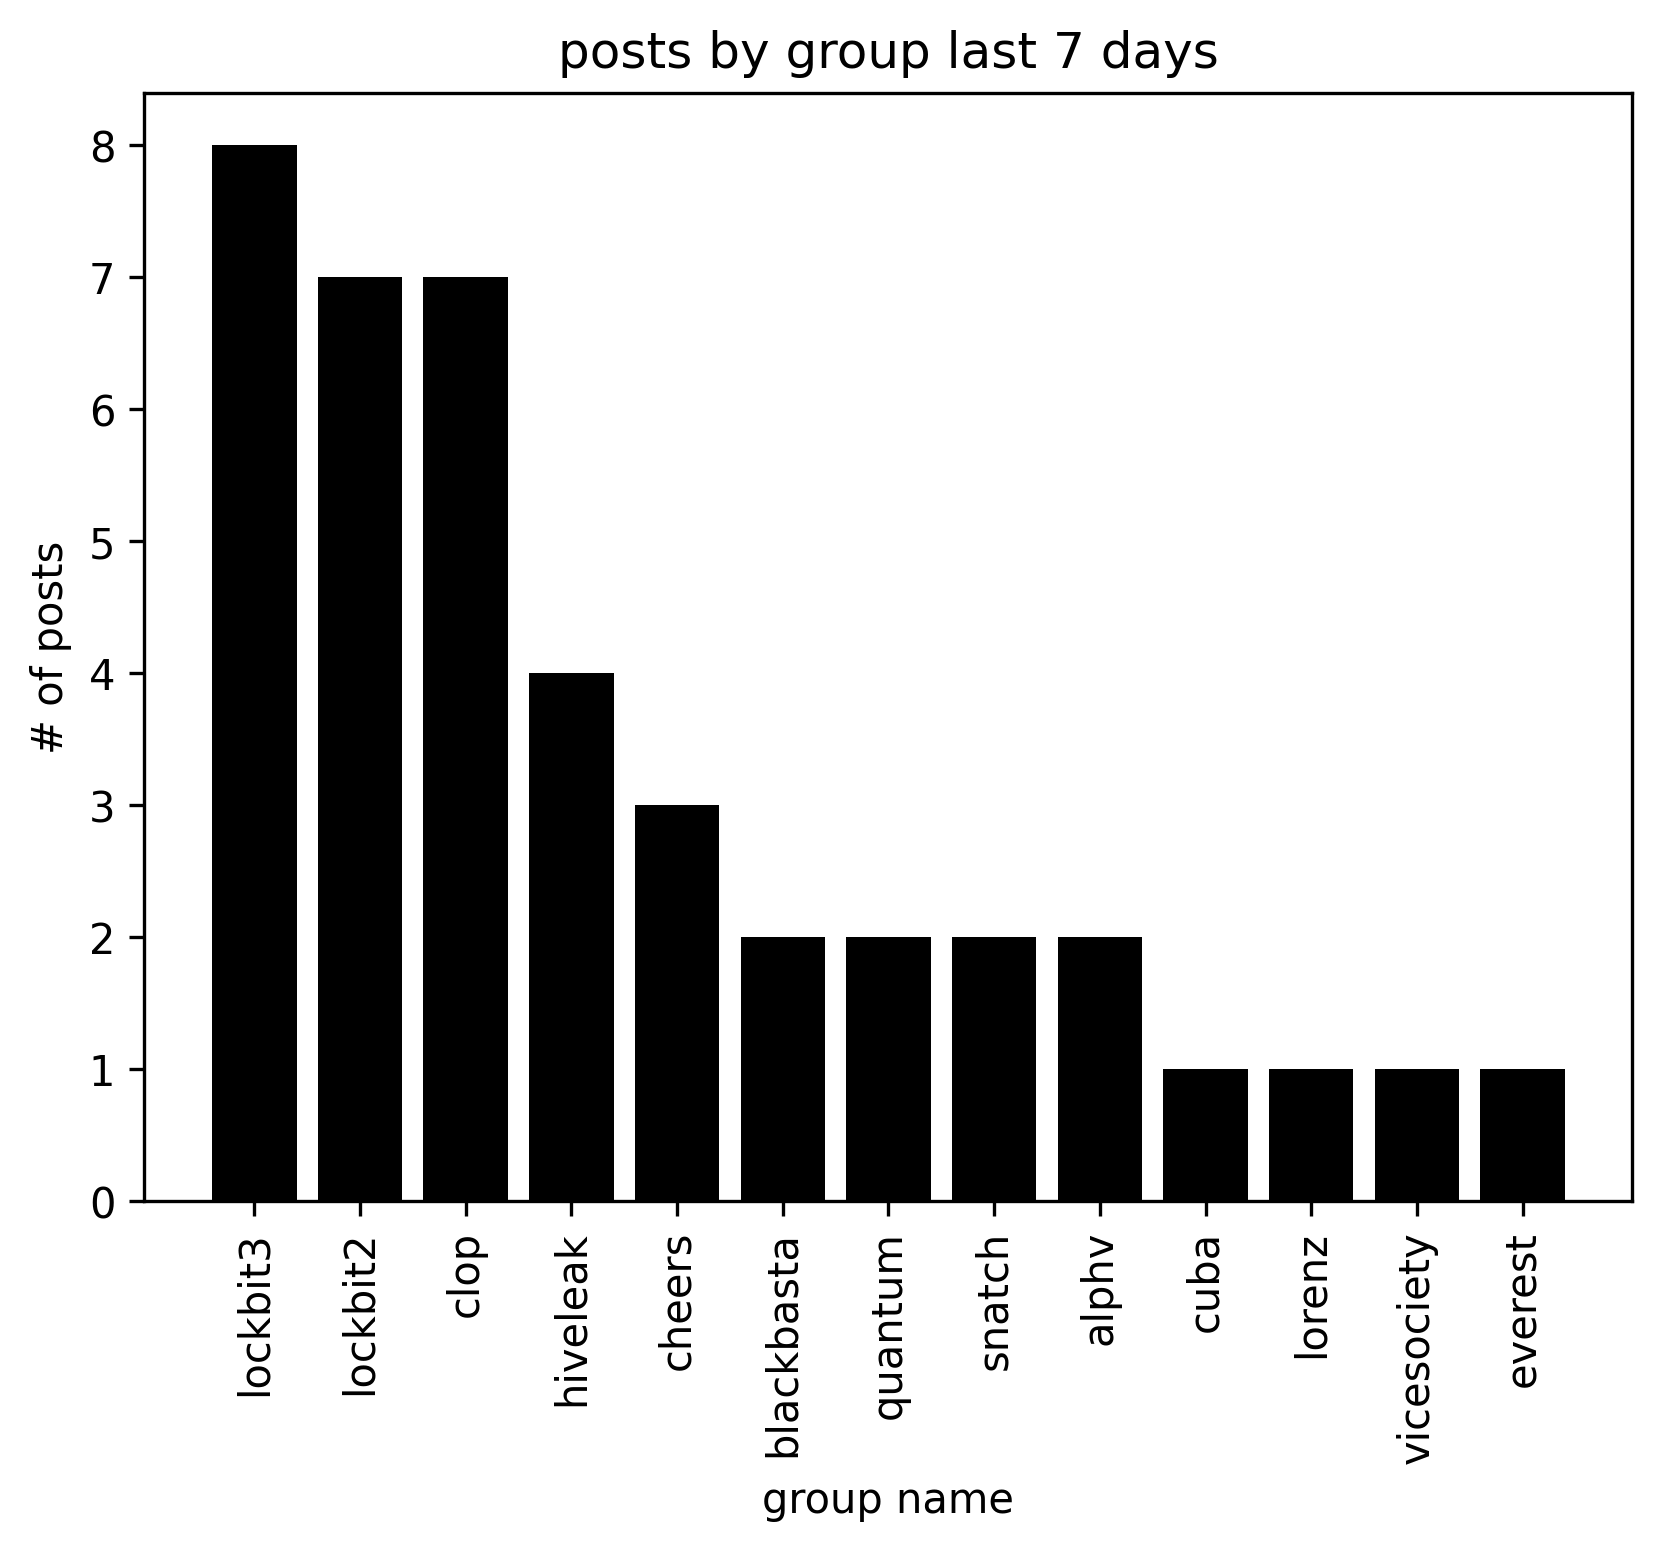 posts by group last 7 days
# of posts
8
7
6
5
4
3
2
1
0
lockbit3
lockbit2
clop
hiveleak
cheers
blackbasta
quantum
snatch
alphv
cuba
lorenz
vicesociety
everest
group name